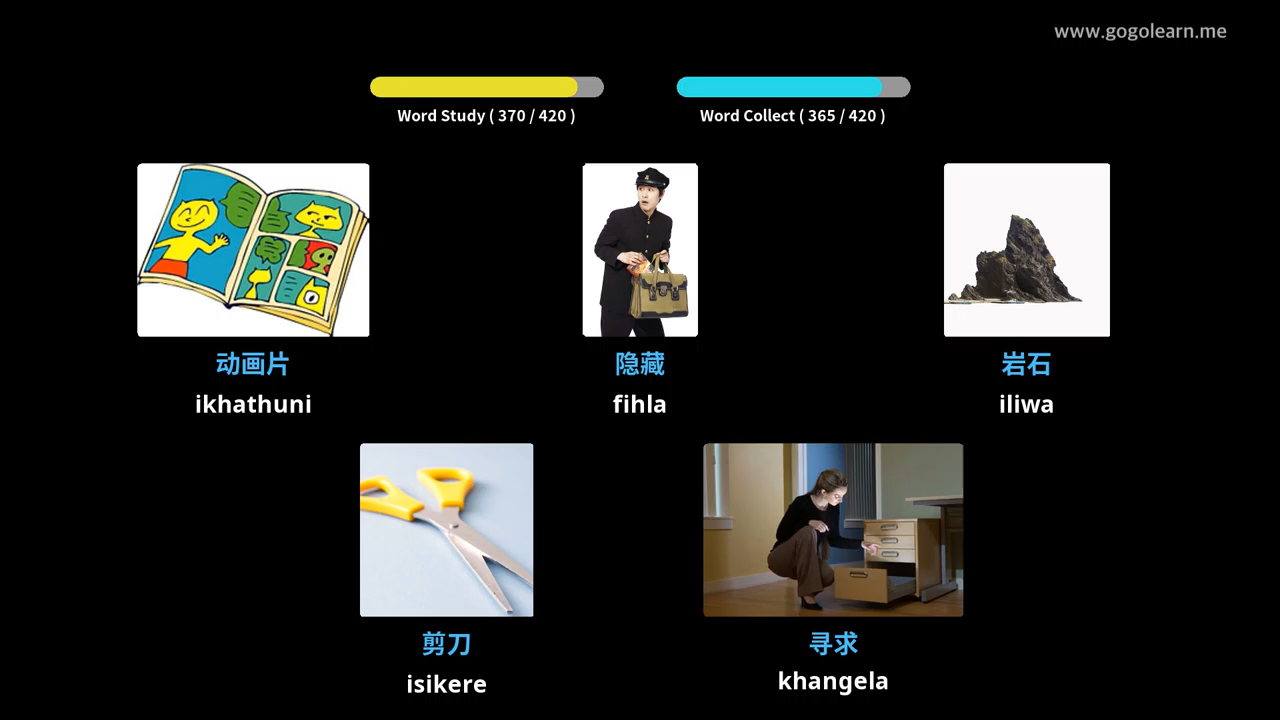 www.gogolearn.me
Word Study ( 370 / 420 )
Word Collect ( 365 / 420 )
动画片
隐藏
岩石
ikhathuni
fihla
iliwa
剪刀
寻求
isikere
khangela